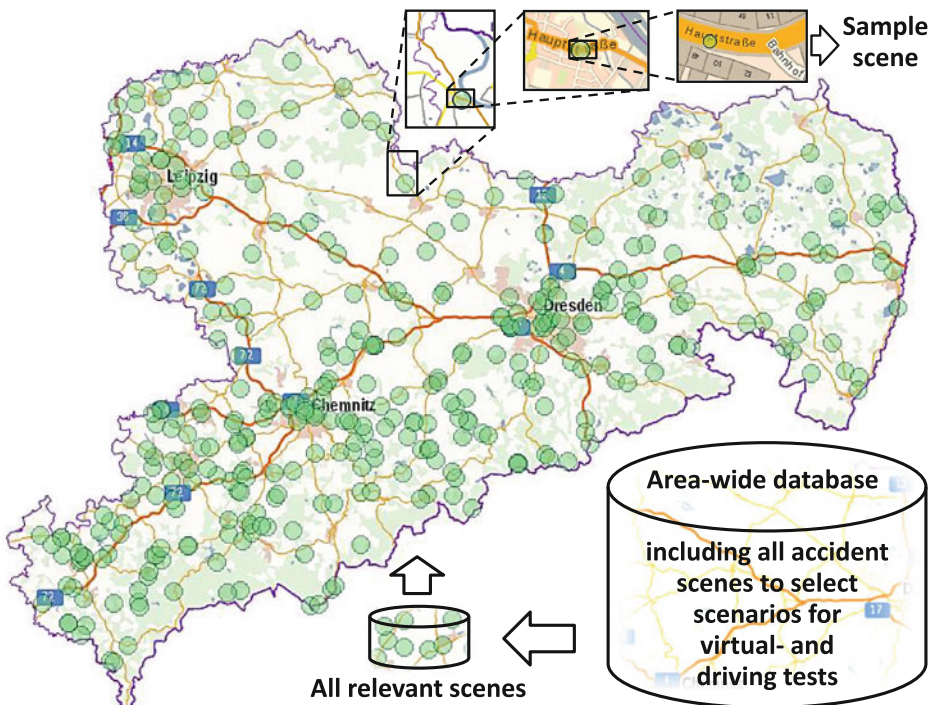 Sample
scene
Hauptstraße
Hauptstraße
Bahnhof
14
Leipzig
38
13
4
72
Dresden
72
Chemnitz
72
72
Area-wide database
including all accident
scenes to select
scenarios for
virtual- and
driving tests
17
All relevant scenes